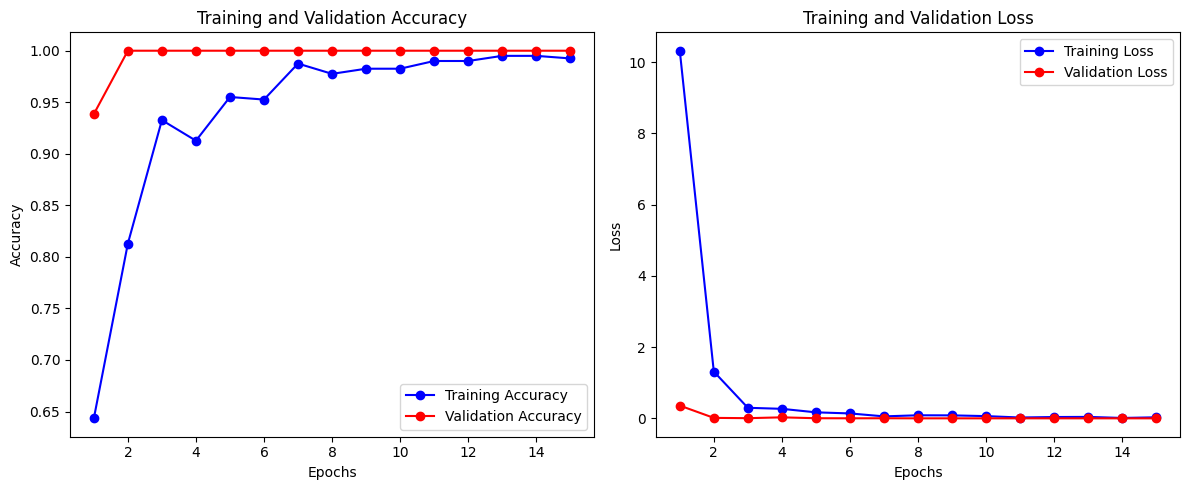 Training and Validation Accuracy
Accuracy
1.00
0.95
0.90
0.85
0.80
0.75
0.70
0.65
2 4 6 8 10 12 14
Epochs
Training Accuracy
Validation Accuracy
Training and Validation Loss
Loss
10
8
6
4
2
0
2 4 6 8 10 12 14
Epochs
Training Loss
Validation Loss